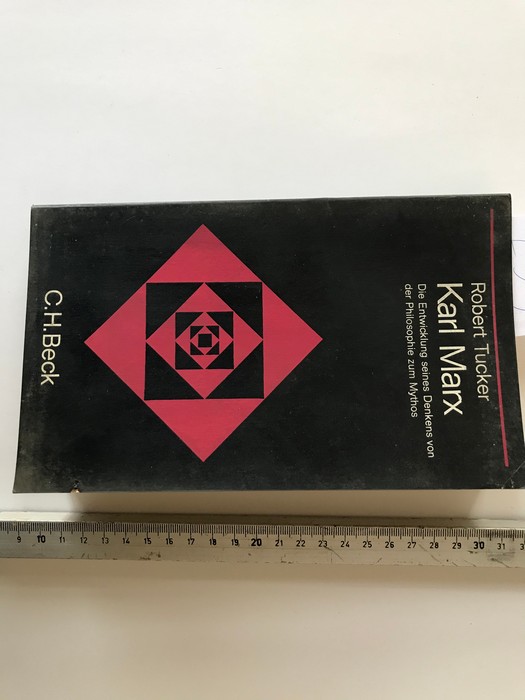 Robert Tucker
Karl Marx
Die Entwicklung seines Denkens von
der Philosophie zum Mythos
C.H.Beck
9 10 11 12 13 14 15 16 17 18 19 20 21 22 23 24 25 26 27 28 29 30 31